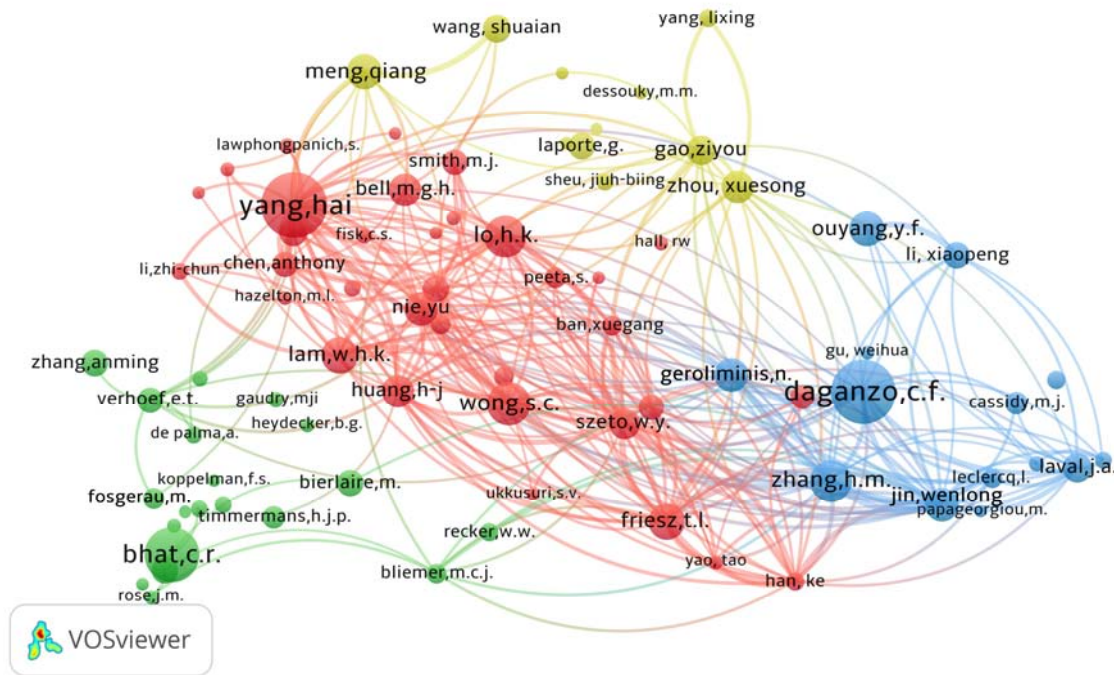 wang, shuaian
yang, lixing
meng,qiang
dessouky,m.m.
lawphongpanich,s.
smith,m.j.
laporte,g.
gao,ziyou
bell,m.g.h.
sheu, jiuh-biing
zhou, xuesong
yang,hai
fisk,c.s.
lo,h.k.
hall, rw
ouyang,y.f.
li, xiaopeng
li,zhi-chun
chen,anthony
peeta,s.
hazelton,m.l.
nie,yu
ban,xuegang
zhang,anming
lam,w.h.k.
gu, weihua
verhoef,e.t.
gaudry,mji
huang,h-j
wong,s.c.
geroliminis,n.
daganzo,c.f.
cassidy,m.j.
heydecker,b.g.
szeto,w.y.
de palma,a.
koppelman,f.s.
bierlaire,m.
zhang,h.m.
leclercq,l.
laval,j.a.
fosgerau,m.
ukkusuri,s.v.
jin,wenlong
papageorgiou,m.
timmermans,h.j.p.
recker,w.w.
friesz,t.l.
bhat,c.r.
bliemer,m.c.j.
yao, tao
han, ke
rose,j.m.
VOSviewer